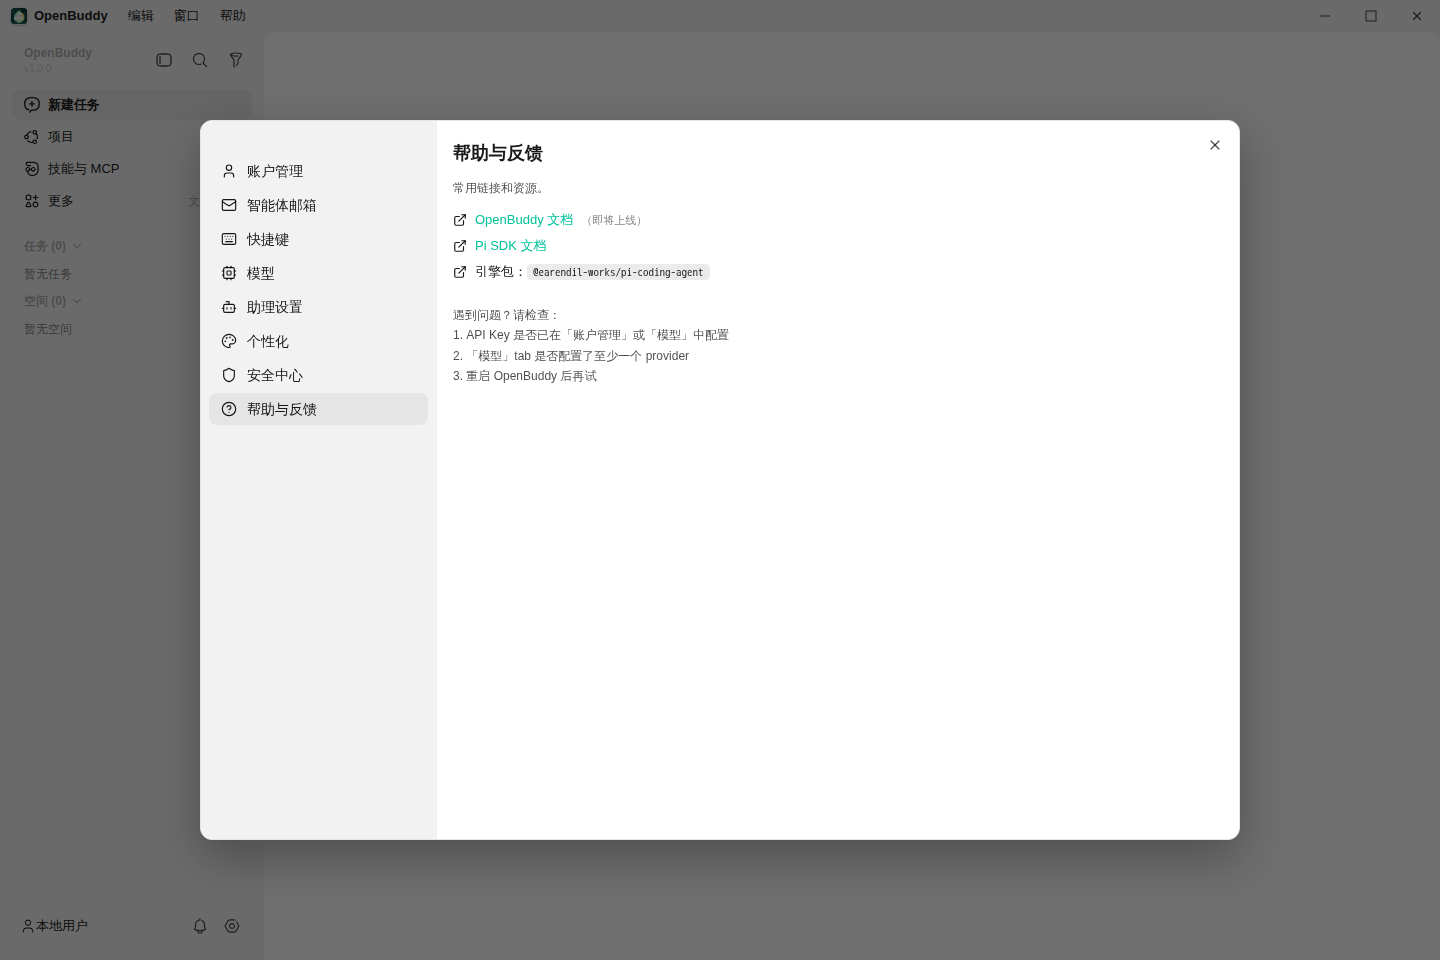 OpenBuddy 编辑 窗口 帮助
OpenBuddy
v1.0.0
新建任务
项目
技能与 MCP
更多 文
任务 (0)
暂无任务
空间 (0)
暂无空间
本地用户
账户管理
智能体邮箱
快捷键
模型
助理设置
个性化
安全中心
帮助与反馈
帮助与反馈
常用链接和资源。
OpenBuddy 文档 （即将上线）
Pi SDK 文档
引擎包： @earendil-works/pi-coding-agent
遇到问题？请检查：
1. API Key 是否已在「账户管理」或「模型」中配置
2. 「模型」tab 是否配置了至少一个 provider
3. 重启 OpenBuddy 后再试